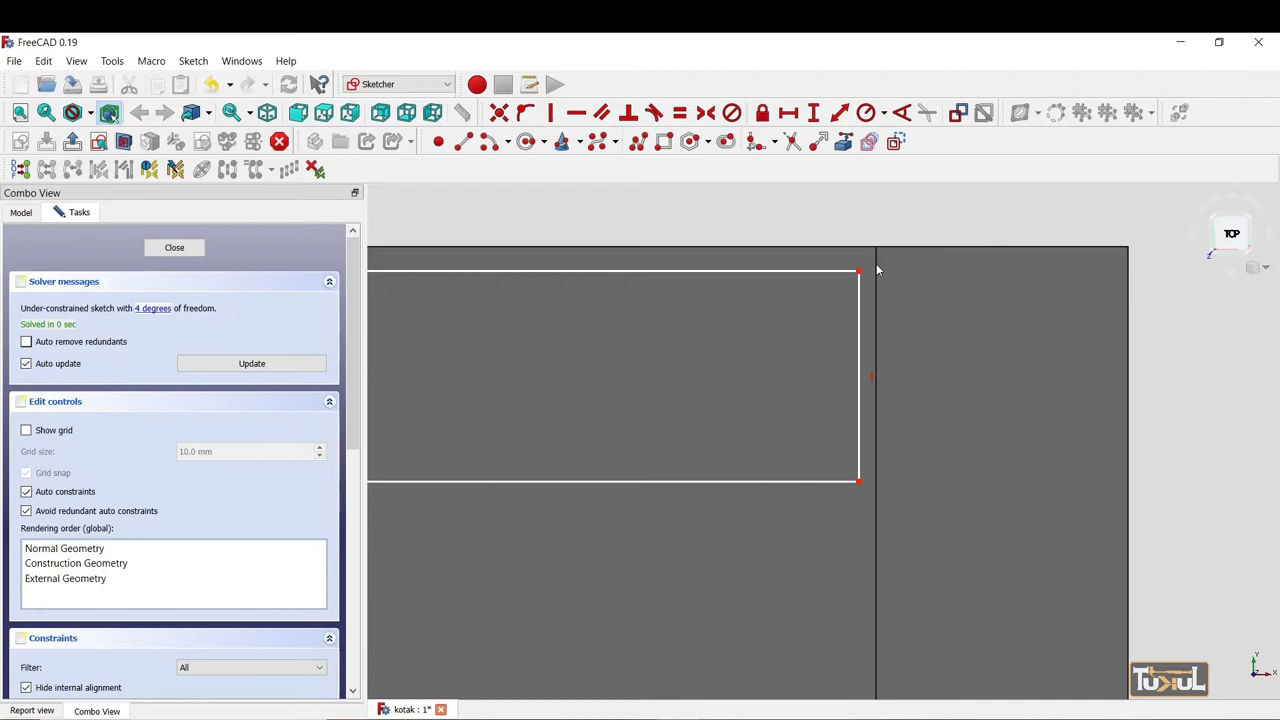 FreeCAD 0.19
File Edit View Tools Macro Sketch Windows Help
Sketcher
Combo View
Model Tasks
Close
Solver messages
Under-constrained sketch with 4 degrees of freedom.
Solved in 0 sec
Auto remove redundants
Auto update Update
Edit controls
Show grid
Grid size: 10.0 mm
Grid snap
Auto constraints
Avoid redundant auto constraints
Rendering order (global):
Normal Geometry
Construction Geometry
External Geometry
Constraints
Filter: All
Hide internal alignment
Report view Combo View
kotak : 1*
TOP
Z
Y
X
TUKUL